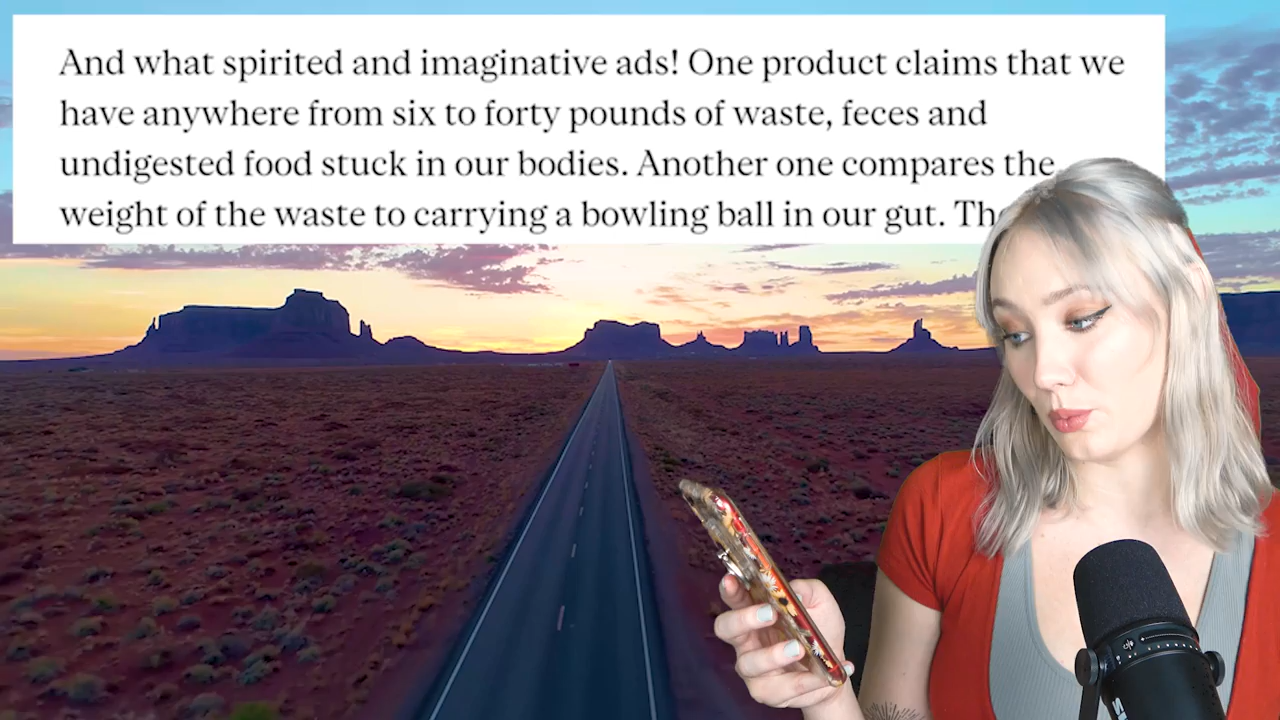 And what spirited and imaginative ads! One product claims that we
have anywhere from six to forty pounds of waste, feces and
undigested food stuck in our bodies. Another one compares the
weight of the waste to carrying a bowling ball in our gut.